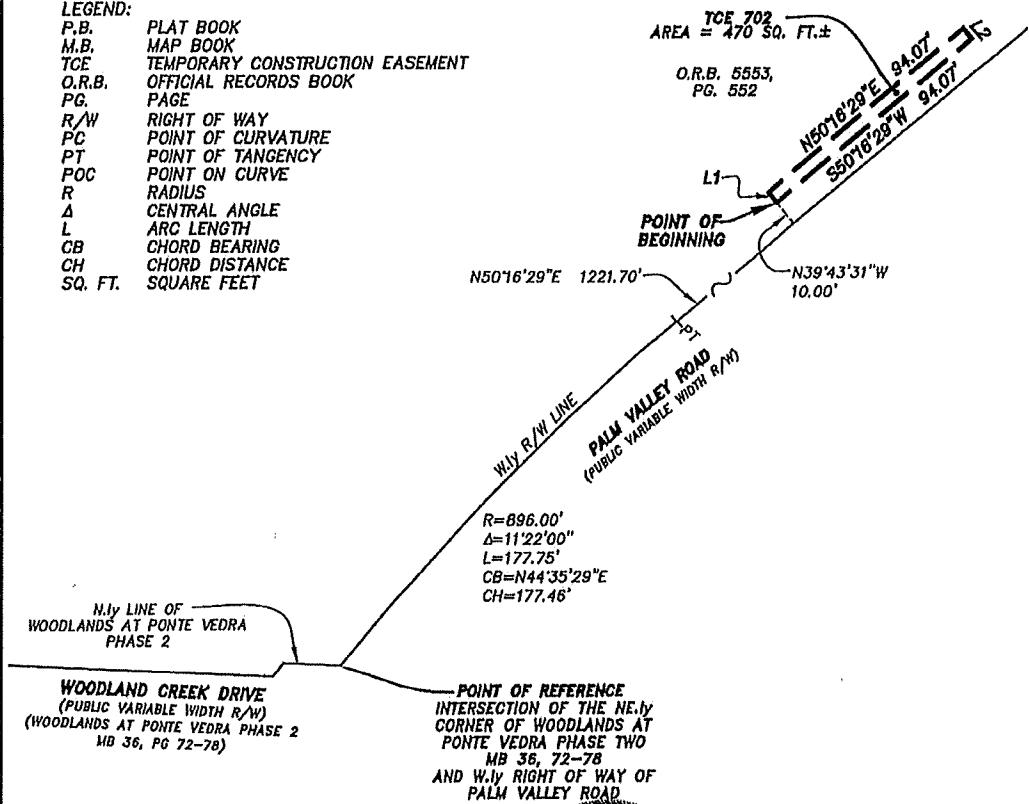 LEGEND:
P.B. PLAT BOOK
M.B. MAP BOOK
TCE TEMPORARY CONSTRUCTION EASEMENT
O.R.B. OFFICIAL RECORDS BOOK
PG. PAGE
R/W RIGHT OF WAY
PC POINT OF CURVATURE
PT POINT OF TANGENCY
POC POINT ON CURVE
R RADIUS
Δ CENTRAL ANGLE
L ARC LENGTH
CB CHORD BEARING
CH CHORD DISTANCE
SQ. FT. SQUARE FEET
TCE 702
AREA = 470 SQ. FT.±
O.R.B. 5553,
PG. 552
N50°16'29"E 94.07'
S50°16'29"W 94.07'
L2
L1
POINT OF
BEGINNING
N39°43'31"W
10.00'
N50°16'29"E 1221.70'
PT
PALM VALLEY ROAD
(PUBLIC VARIABLE WIDTH R/W)
W.ly R/W LINE
R=896.00'
Δ=11°22'00"
L=177.75'
CB=N44°35'29"E
CH=177.46'
N.ly LINE OF
WOODLANDS AT PONTE VEDRA
PHASE 2
WOODLAND CREEK DRIVE
(PUBLIC VARIABLE WIDTH R/W)
(WOODLANDS AT PONTE VEDRA PHASE 2
MB 36, PG 72-78)
POINT OF REFERENCE
INTERSECTION OF THE NE.ly
CORNER OF WOODLANDS AT
PONTE VEDRA PHASE TWO
MB 36, 72-78
AND W.ly RIGHT OF WAY OF
PALM VALLEY ROAD